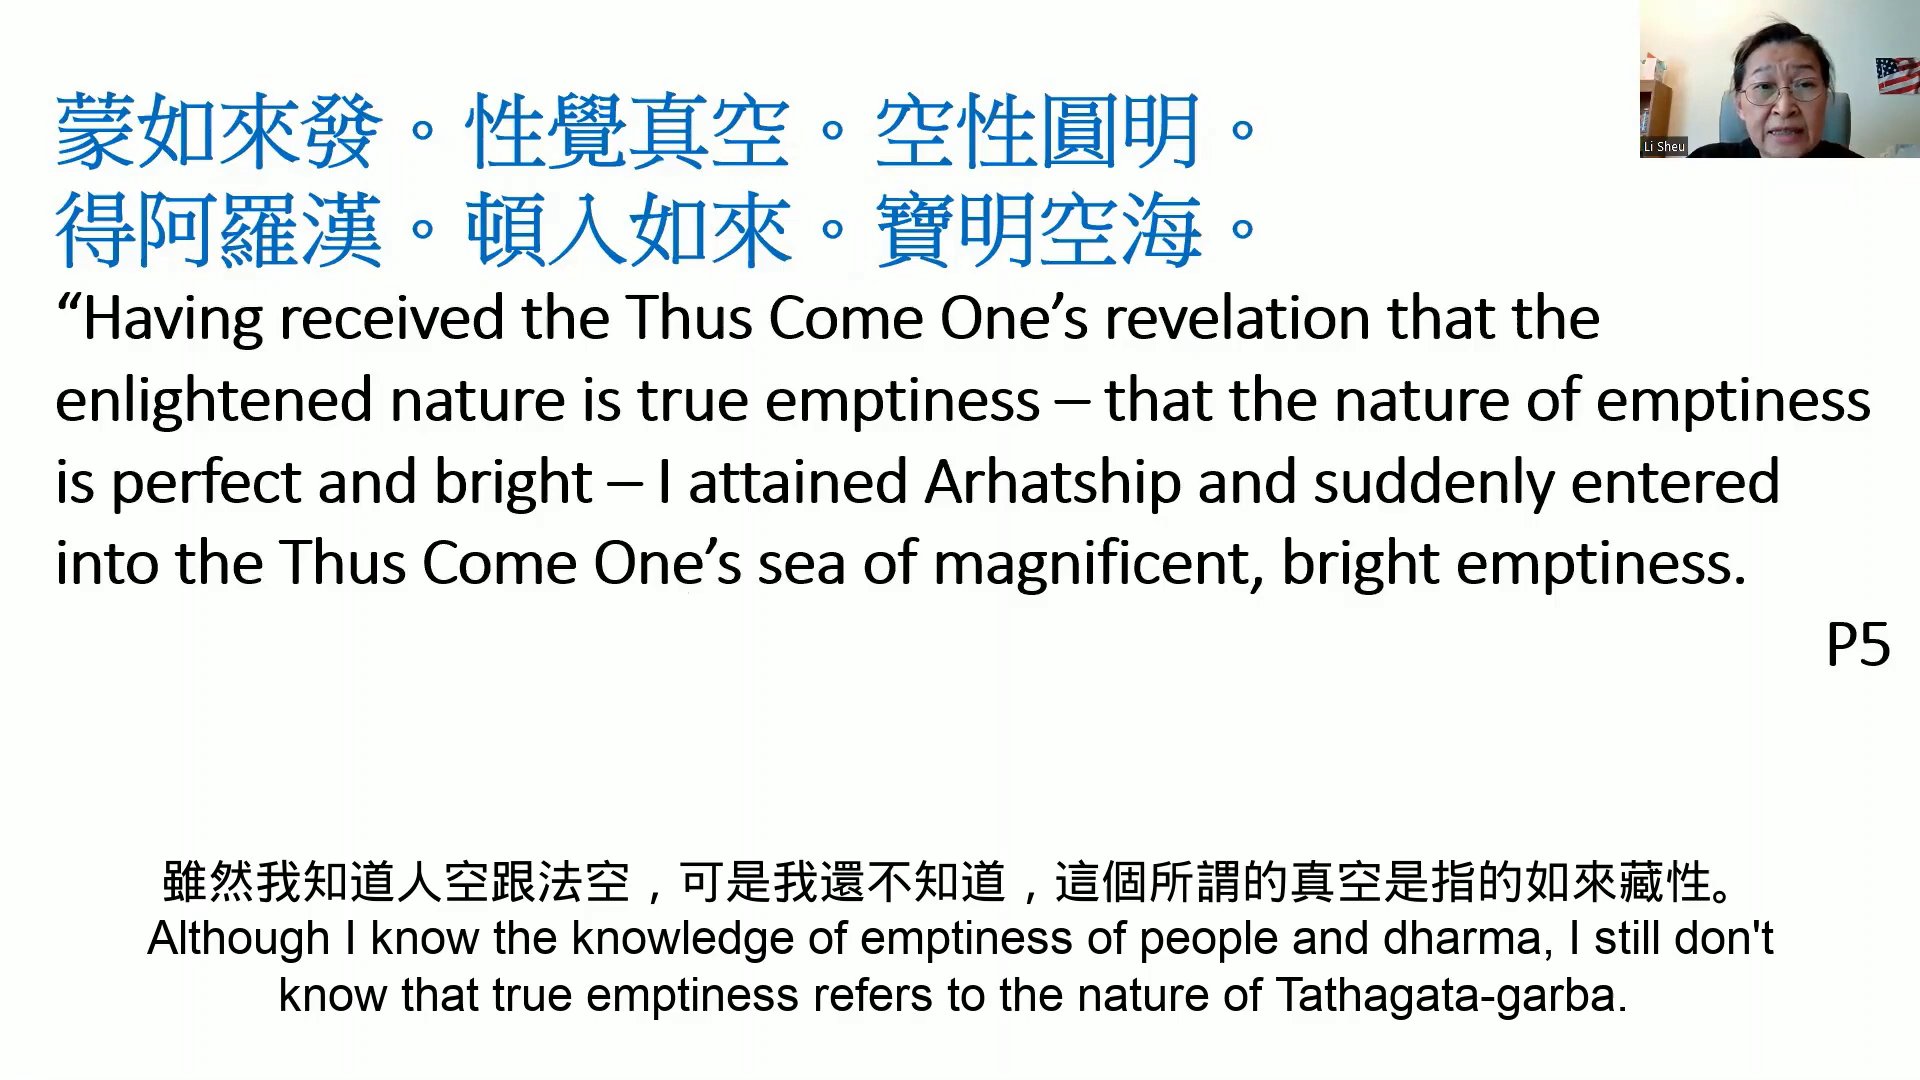 蒙如來發。性覺真空。空性圓明。
得阿羅漢。頓入如來。寶明空海。
“Having received the Thus Come One’s revelation that the
enlightened nature is true emptiness – that the nature of emptiness
is perfect and bright – I attained Arhatship and suddenly entered
into the Thus Come One’s sea of magnificent, bright emptiness.
P5
Li Sheu
雖然我知道人空跟法空，可是我還不知道，這個所謂的真空是指的如來藏性。
Although I know the knowledge of emptiness of people and dharma, I still don't
know that true emptiness refers to the nature of Tathagata-garba.